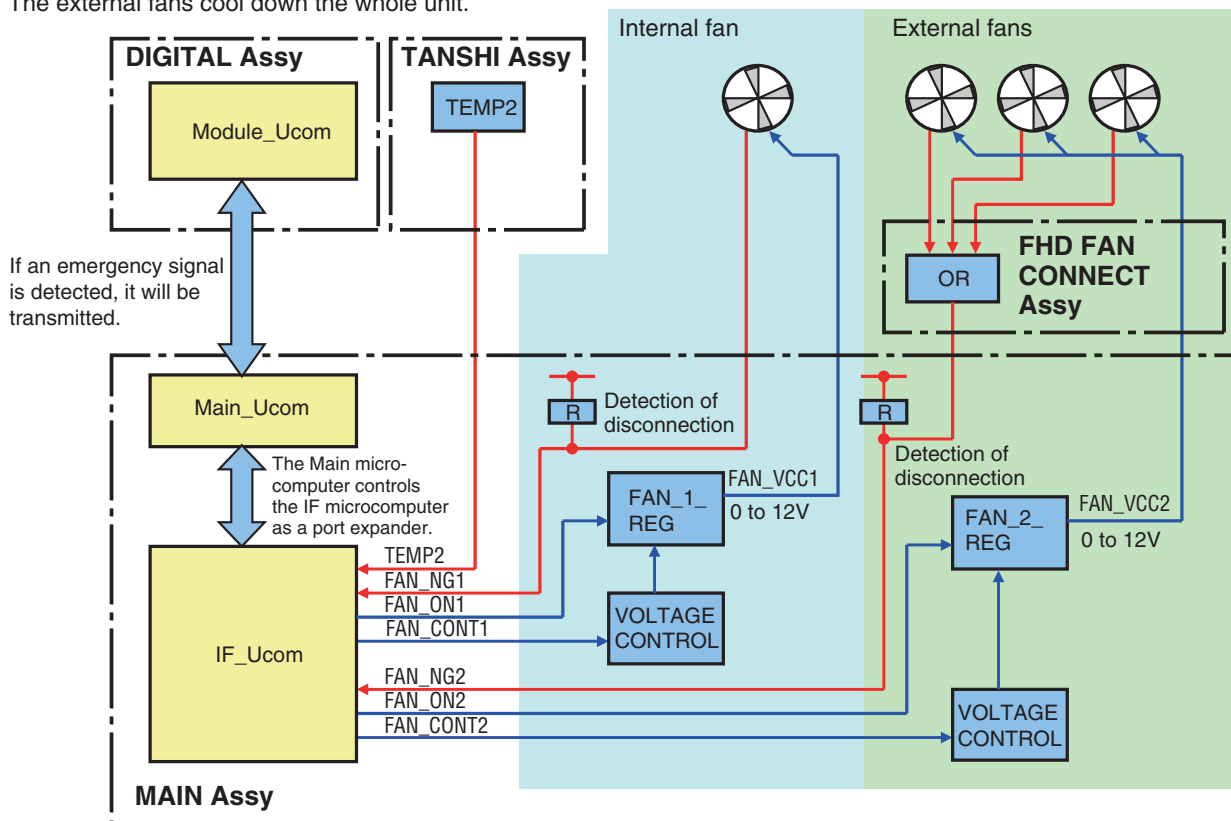 The external fans cool down the whole unit.
Internal fan
External fans
DIGITAL Assy
TANSHI Assy
Module_Ucom
TEMP2
If an emergency signal
is detected, it will be
transmitted.
FHD FAN
CONNECT
Assy
OR
Main_Ucom
R
Detection of
disconnection
R
Detection of
disconnection
The Main micro-
computer controls
the IF microcomputer
as a port expander.
FAN_1_
REG
FAN_VCC1
0 to 12V
FAN_2_
REG
FAN_VCC2
0 to 12V
IF_Ucom
TEMP2
FAN_NG1
FAN_ON1
FAN_CONT1
VOLTAGE
CONTROL
FAN_NG2
FAN_ON2
FAN_CONT2
VOLTAGE
CONTROL
MAIN Assy